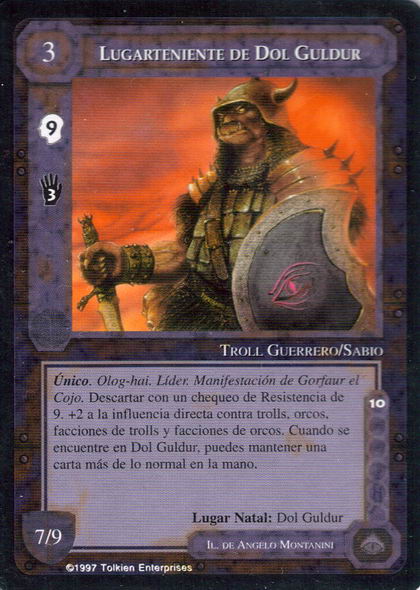 3
LUGARTENIENTE DE DOL GULDUR
9
3
TROLL GUERRERO/SABIO
Único. Olog-hai. Líder. Manifestación de Gorfaur el
Cojo. Descartar con un chequeo de Resistencia de
9. +2 a la influencia directa contra trolls, orcos,
facciones de trolls y facciones de orcos. Cuando se
encuentre en Dol Guldur, puedes mantener una
carta más de lo normal en la mano.
10
Lugar Natal: Dol Guldur
7/9
IL. DE ANGELO MONTANINI
©1997 Tolkien Enterprises